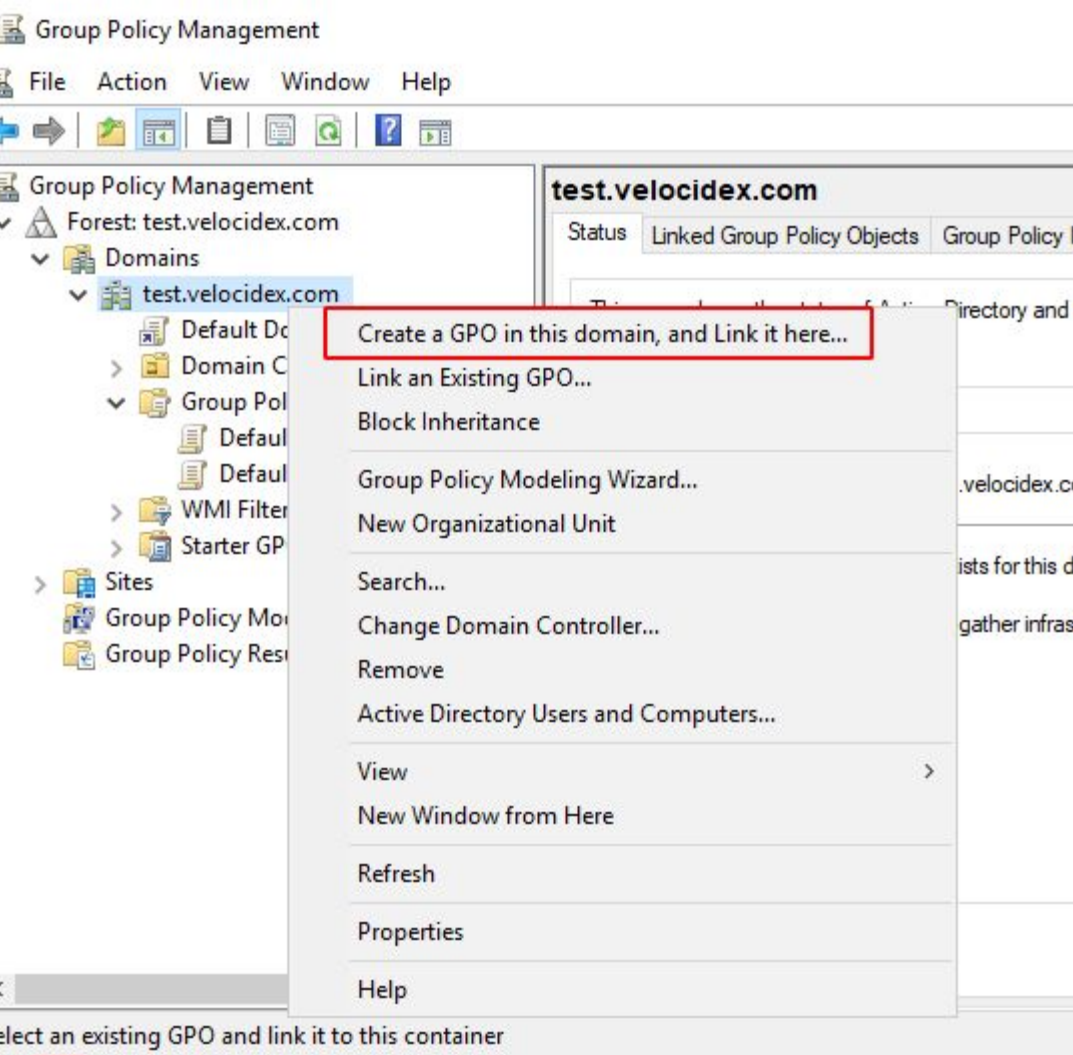 Group Policy Management
File Action View Window Help
Group Policy Management
Forest: test.velocidex.com
Domains
test.velocidex.com
Default
Domain C
Group Pol
Defaul
Defaul
WMI Filter
Starter GP
Sites
Group Policy Mo
Group Policy Res
test.velocidex.com
Status Linked Group Policy Objects Group Policy
Directory and
.velocidex.c
ists for this d
gather infras
Create a GPO in this domain, and Link it here...
Link an Existing GPO...
Block Inheritance
Group Policy Modeling Wizard...
New Organizational Unit
Search...
Change Domain Controller...
Remove
Active Directory Users and Computers...
View
New Window from Here
Refresh
Properties
Help
elect an existing GPO and link it to this container